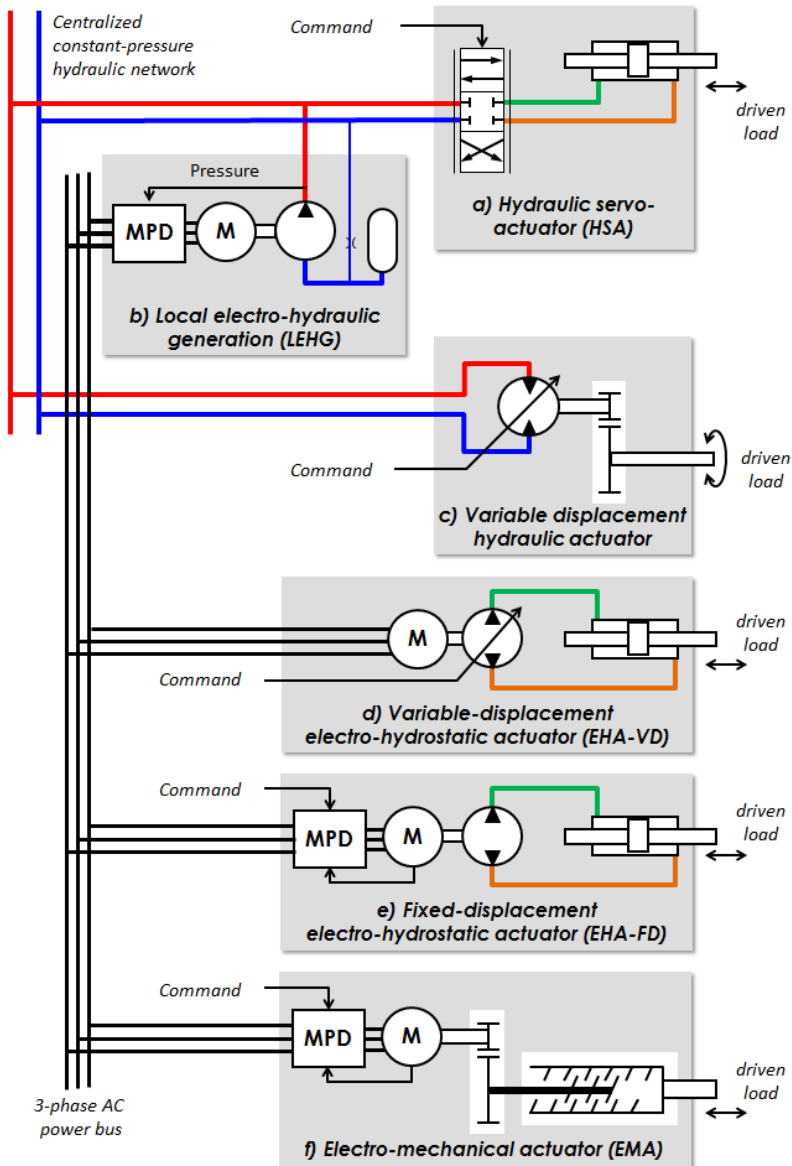 Centralized
constant-pressure
hydraulic network
Command
driven
load
a) Hydraulic servo-
actuator (HSA)
Pressure
MPD
M
b) Local electro-hydraulic
generation (LEHG)
Command
driven
load
c) Variable displacement
hydraulic actuator
M
Command
driven
load
d) Variable-displacement
electro-hydrostatic actuator (EHA-VD)
Command
MPD
M
driven
load
e) Fixed-displacement
electro-hydrostatic actuator (EHA-FD)
Command
MPD
M
driven
load
3-phase AC
power bus
f) Electro-mechanical actuator (EMA)